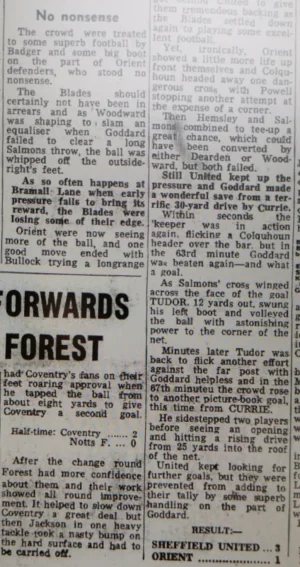 No nonsense
The crowd were treated
to some superb football by
Badger and some big boot
on the part of Orient
defenders, who stood no
nonsense.
The Blades should
certainly not have been in
arrears and as Woodward
was shaping to slam an
equaliser when Goddard
failed to clear a long
Salmons throw, the ball was
whipped off the outside-
right's feet.
As so often happens at
Bramall Lane when early
pressure fails to bring its
reward, the Blades were
losing some of their edge.
Orient were now seeing
more of the ball, and one
good move ended with
Bullock trying a longrange
FORWARDS
FOREST
had Coventry's fans on their
feet roaring approval when
tapped the ball from
about eight yards to give
Coventry a second goal.
Half-time: Coventry ...... 2
Notts F. ... 0
After the change round
Forest had more confidence
about them and their work
showed all round improve-
ment. It helped to slow down
Coventry a great deal but
then Jackson in one heavy
tackle took a nasty bump on
the hard surface and had to
be carried off.
United to give
them tremendous backing as
the Blades settled down
again to playing some excel-
lent football.
Yet, ironically, Orient
showed a little more life up
front themselves and Colqu-
houn headed away one dan-
gerous cross with Powell
stopping another attempt at
the expense of a corner.
Then Hemsley and Sal-
mons combined to tee-up a
great chance, which could
have been converted by
either Dearden or Wood-
ward, but both failed.
Still United kept up the
pressure and Goddard made
a wonderful save from a ter-
rific 30-yard drive by Currie.
Within seconds the
'keeper was in action
again, flicking a Colquhoun
header over the bar, but in
the 63rd minute Goddard
was beaten again—and what
a goal.
As Salmons' cross winged
across the face of the goal
TUDOR, 12 yards out, swung
his left boot and volleyed
the ball with astonishing
power to the corner of the
net.
Minutes later Tudor was
back to flick another effort
against the far post with
Goddard helpless and in the
67th minuteu the crowd rose
to another picture-book goal,
this time from CURRIE.
He sidestepped two players
before seeing an opening
and hitting a rising drive
from 25 yards into the roof
of the net.
United kept looking for
further goals, but they were
prevented from adding to
their tally by some superb
handling on the part of
Goddard.
RESULT:—
SHEFFIELD UNITED ... 3
ORIENT ................ 1